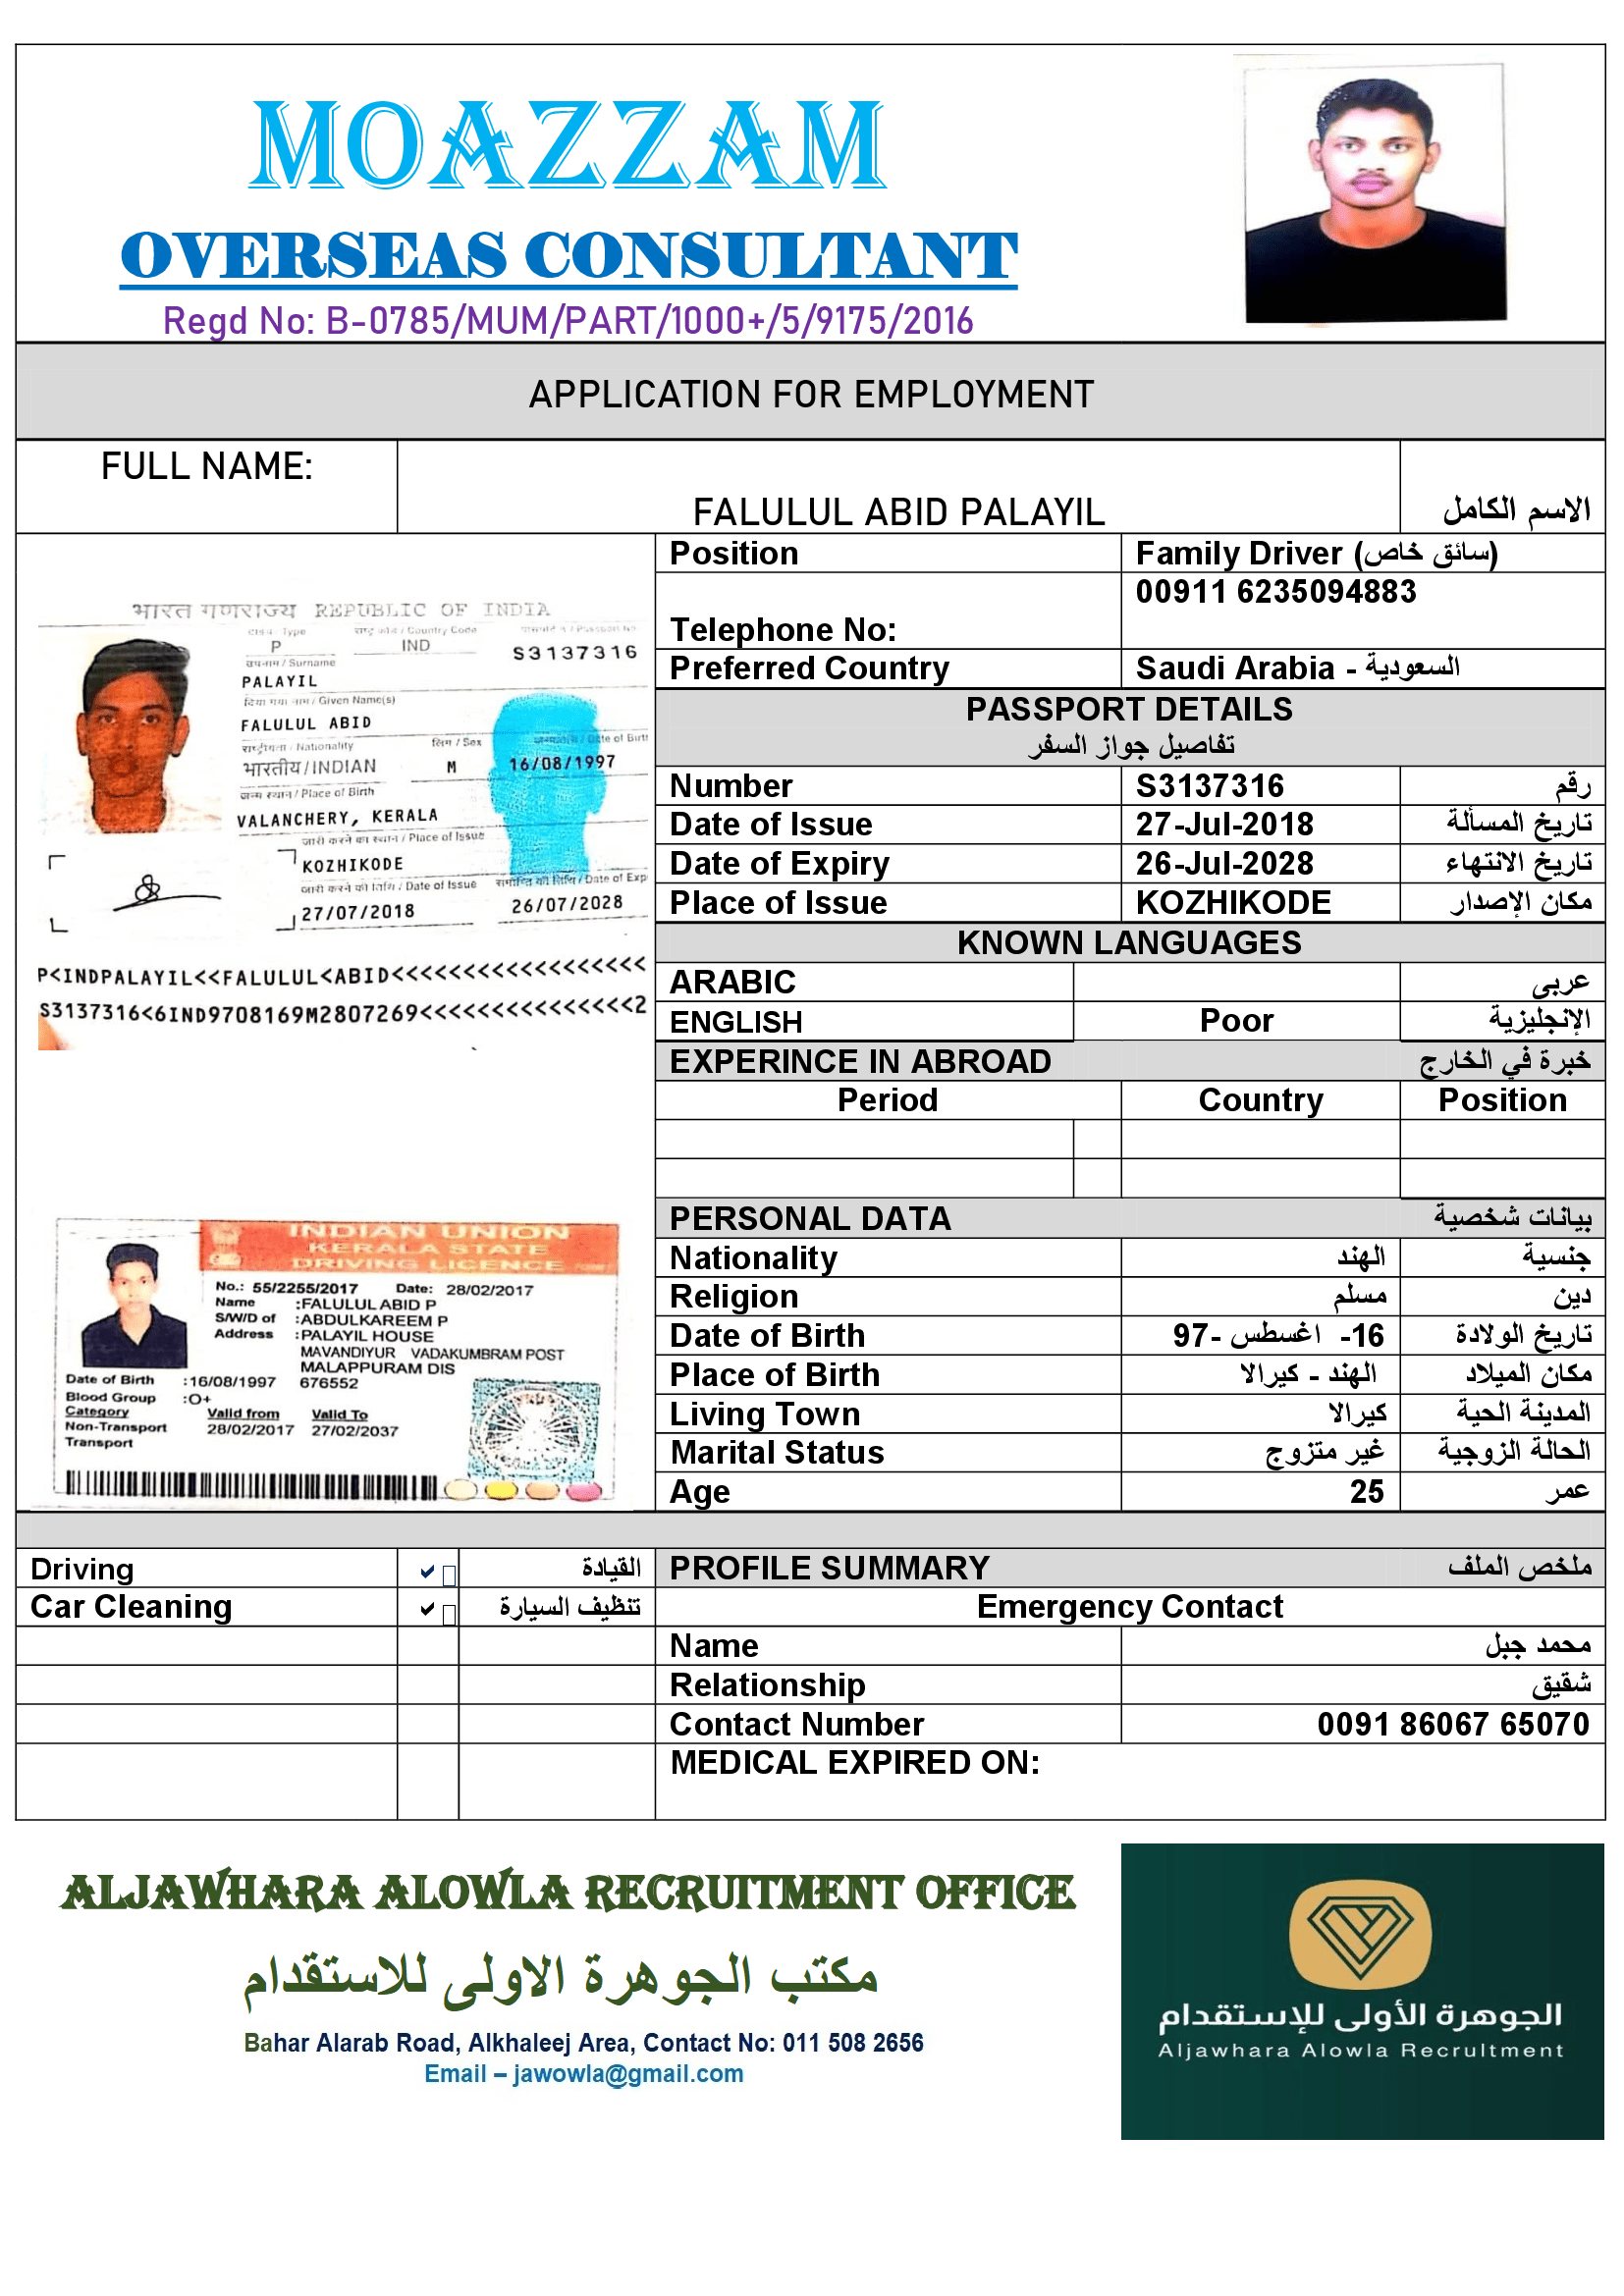 MOAZZAM
OVERSEAS CONSULTANT
Regd No: B-0785/MUM/PART/1000+/5/9175/2016
APPLICATION FOR EMPLOYMENT
FULL NAME:
FALULUL ABID PALAYIL
الاسم الكامل
भारत गणराज्य REPUBLIC OF INDIA
Type
राष्ट्र कोड / Country Code
P
IND
S3137316
उपनाम / Surname
PALAYIL
दिया गया नाम / Given Name(s)
FALULUL ABID
राष्ट्रीयता / Nationality
लिंग / Sex
भारतीय/INDIAN
M
16/08/1997
जन्म स्थान / Place of Birth
VALANCHERY, KERALA
जारी करने का स्थान / Place of Issue
KOZHIKODE
जारी करने की तिथि / Date of Issue
समाप्ति की तिथि / Date of Exp
27/07/2018
26/07/2028
P<INDPALAYIL<<FALULUL<ABID<<<<<<<<<<<<<<<<<<
S3137316<6IND9708169M2807269<<<<<<<<<<<<<<<2
INDIAN UNION
KERALA STATE
DRIVING LICENCE
No.: 55/2255/2017 Date: 28/02/2017
Name :FALULUL ABID P
S/W/D of :ABDULKAREEM P
Address :PALAYIL HOUSE
MAVANDIYUR VADAKUMBRAM POST
MALAPPURAM DIS
676552
Date of Birth :16/08/1997
Blood Group :O+
Category Valid from Valid To
Non-Transport 28/02/2017 27/02/2037
Transport
Position Family Driver (سائق خاص)
Telephone No: 00911 6235094883
Preferred Country Saudi Arabia - السعودية
PASSPORT DETAILS
تفاصيل جواز السفر
Number S3137316 رقم
Date of Issue 27-Jul-2018 تاريخ المسألة
Date of Expiry 26-Jul-2028 تاريخ الانتهاء
Place of Issue KOZHIKODE مكان الإصدار
KNOWN LANGUAGES
ARABIC عربي
ENGLISH Poor الإنجليزية
EXPERINCE IN ABROAD خبرة في الخارج
Period Country Position
PERSONAL DATA بيانات شخصية
Nationality الهند جنسية
Religion مسلم دين
Date of Birth 16- اغسطس -97 تاريخ الولادة
Place of Birth الهند - كيرالا مكان الميلاد
Living Town كيرالا المدينة الحية
Marital Status غير متزوج الحالة الزوجية
Age 25 عمر
Driving ✓ القيادة
Car Cleaning ✓ تنظيف السيارة
PROFILE SUMMARY ملخص الملف
Emergency Contact
Name محمد جبل
Relationship شقيق
Contact Number 0091 86067 65070
MEDICAL EXPIRED ON:
ALJAWHARA ALOWLA RECRUITMENT OFFICE
مكتب الجوهرة الاولى للاستقدام
Bahar Alarab Road, Alkhaleej Area, Contact No: 011 508 2656
Email – jawowla@gmail.com
الجوهرة الأولى للإستقدام
Aljawhara Alowla Recruitment